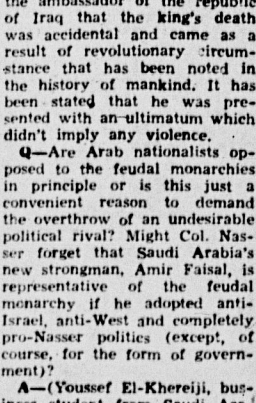 the ambassador of the republic
of Iraq that the king's death
was accidental and came as a
result of revolutionary circum-
stance that has been noted in
the history of mankind. It has
been stated that he was pre-
sented with an ultimatum which
didn't imply any violence.
Q—Are Arab nationalists op-
posed to the feudal monarchies
in principle or is this just a
convenient reason to demand
the overthrow of an undesirable
political rival? Might Col. Nas-
ser forget that Saudi Arabia's
new strongman, Amir Faisal, is
representative of the feudal
monarchy if he adopted anti-
Israel, anti-West and completely
pro-Nasser politics (except, of
course, for the form of govern-
ment)?
A—(Youssef El-Khereiji, bus-
iness student from Saudi